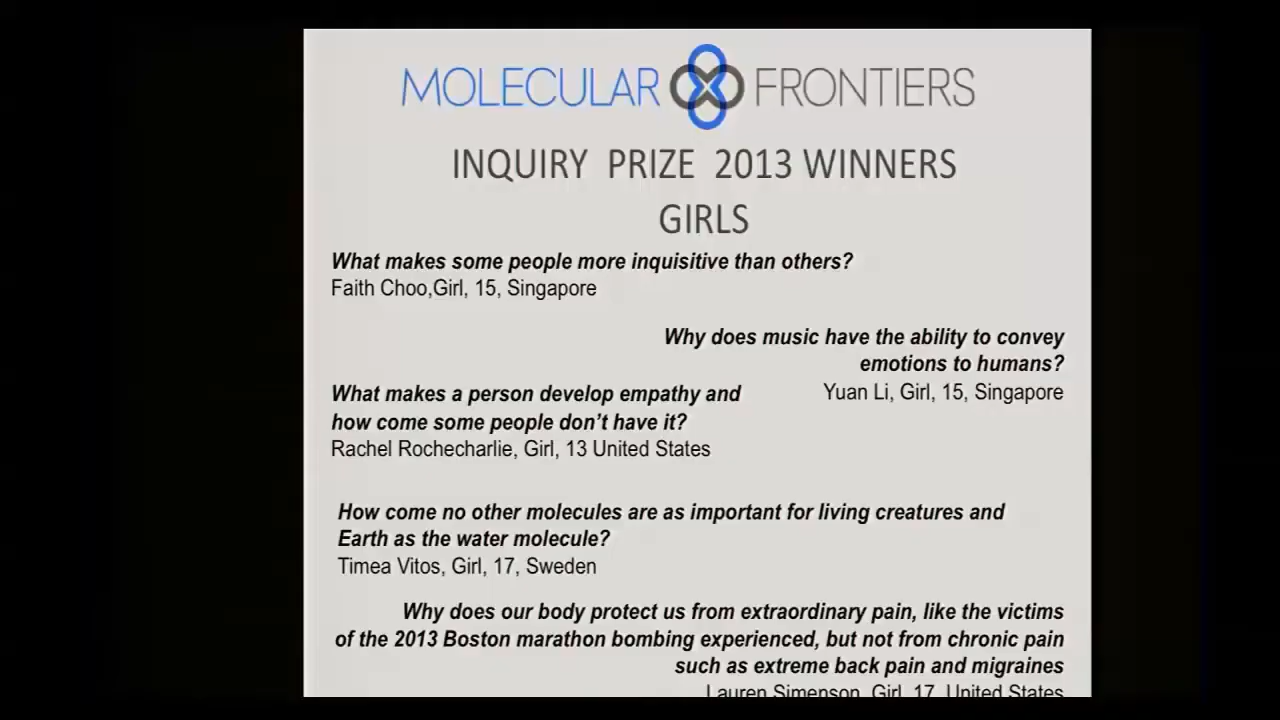 MOLECULAR FRONTIERS
INQUIRY PRIZE 2013 WINNERS
GIRLS
What makes some people more inquisitive than others?
Faith Choo,Girl, 15, Singapore
Why does music have the ability to convey
emotions to humans?
Yuan Li, Girl, 15, Singapore
What makes a person develop empathy and
how come some people don’t have it?
Rachel Rochecharlie, Girl, 13 United States
How come no other molecules are as important for living creatures and
Earth as the water molecule?
Timea Vitos, Girl, 17, Sweden
Why does our body protect us from extraordinary pain, like the victims
of the 2013 Boston marathon bombing experienced, but not from chronic pain
such as extreme back pain and migraines
Lauren Simenson, Girl, 17, United States